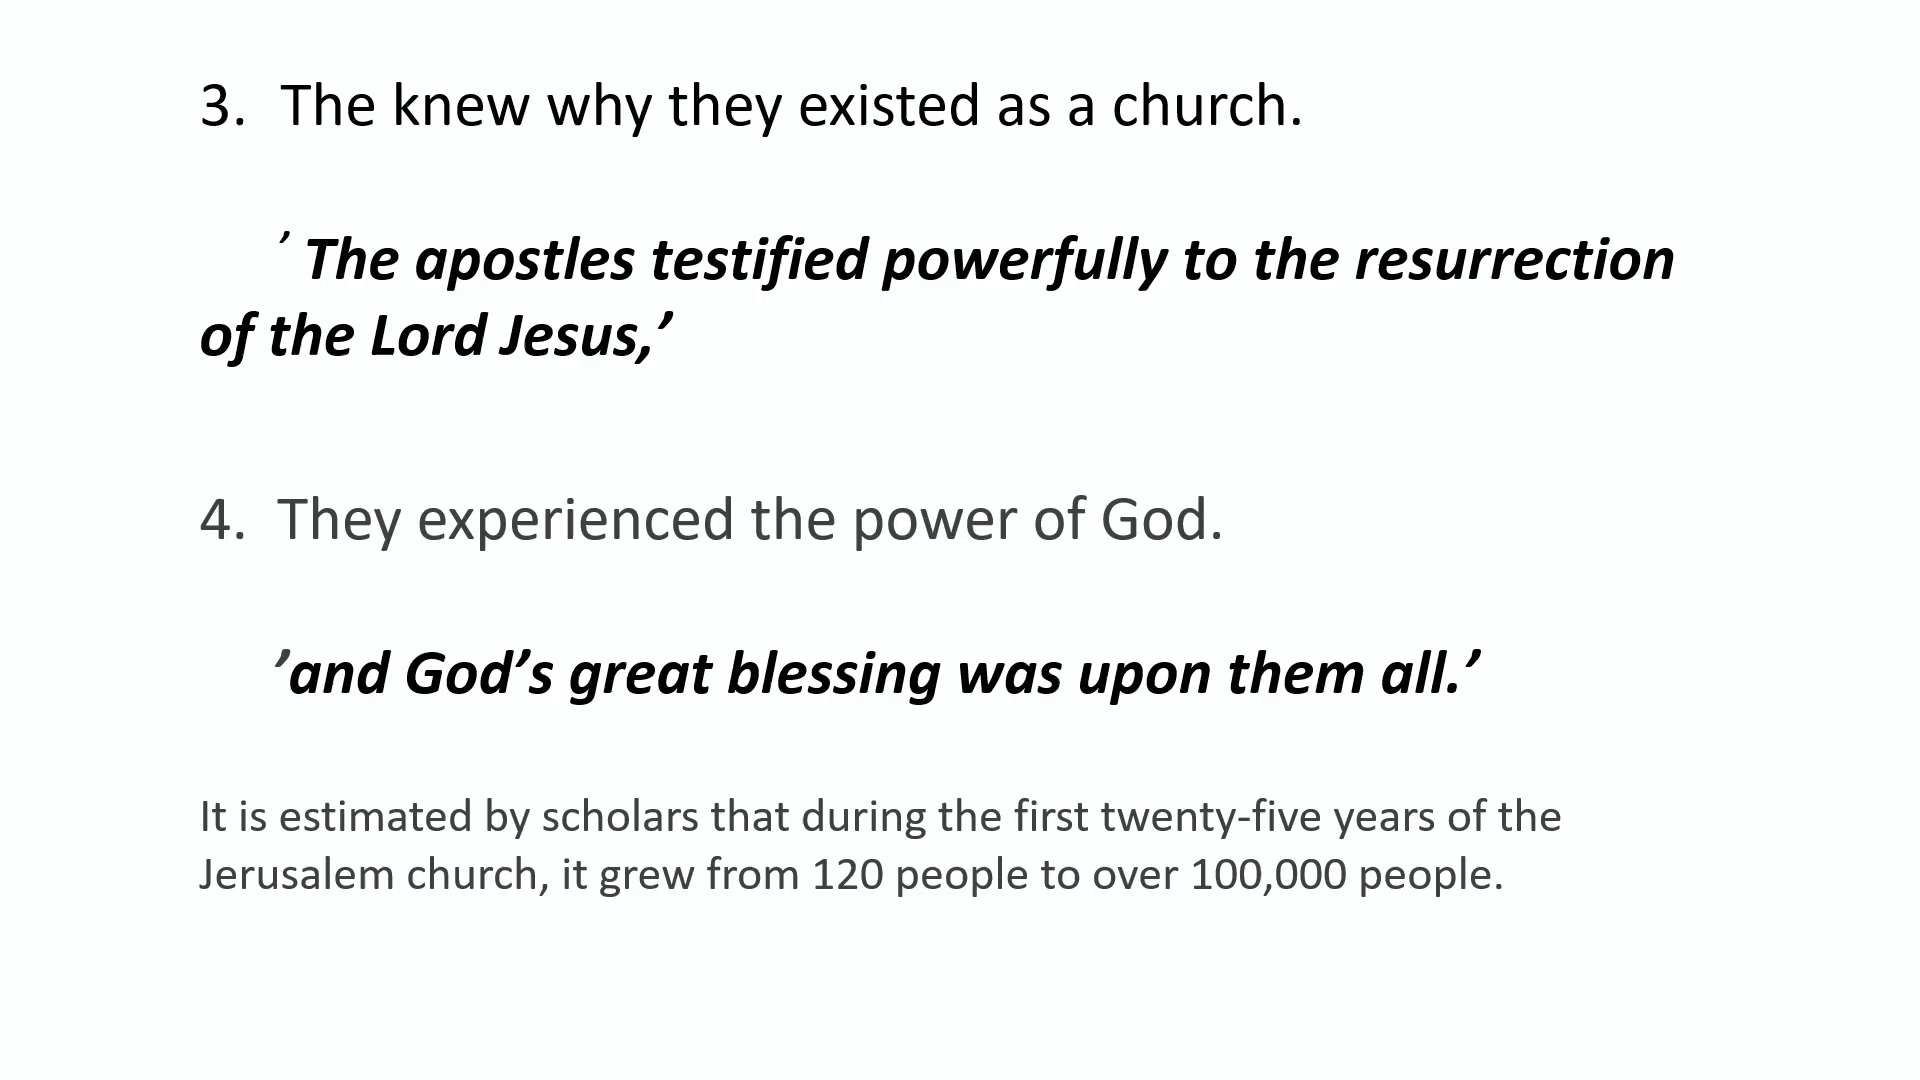 3. The knew why they existed as a church.
’ The apostles testified powerfully to the resurrection
of the Lord Jesus,’
4. They experienced the power of God.
’and God’s great blessing was upon them all.’
It is estimated by scholars that during the first twenty-five years of the
Jerusalem church, it grew from 120 people to over 100,000 people.